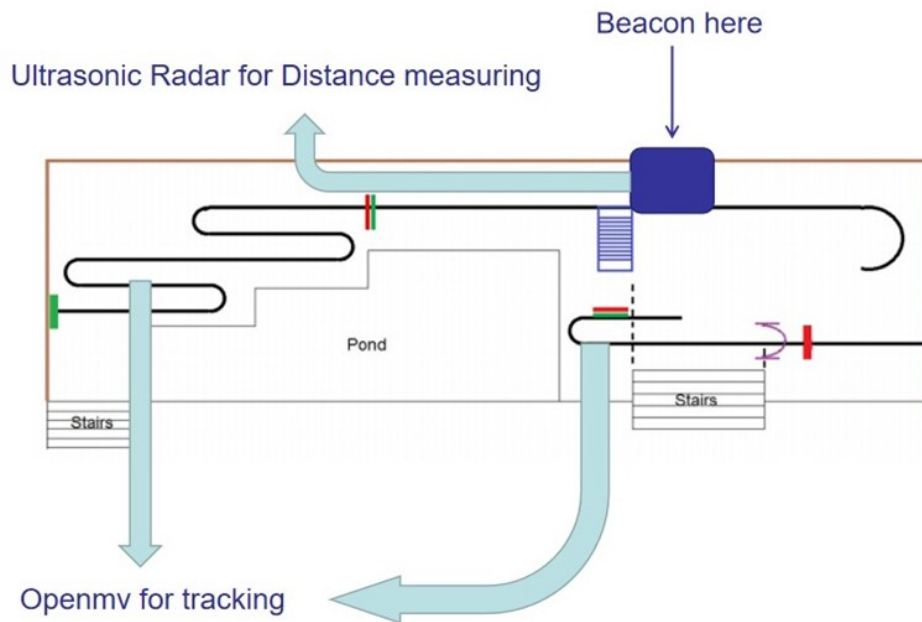 Beacon here
Ultrasonic Radar for Distance measuring
Pond
Stairs
Stairs
Openmv for tracking